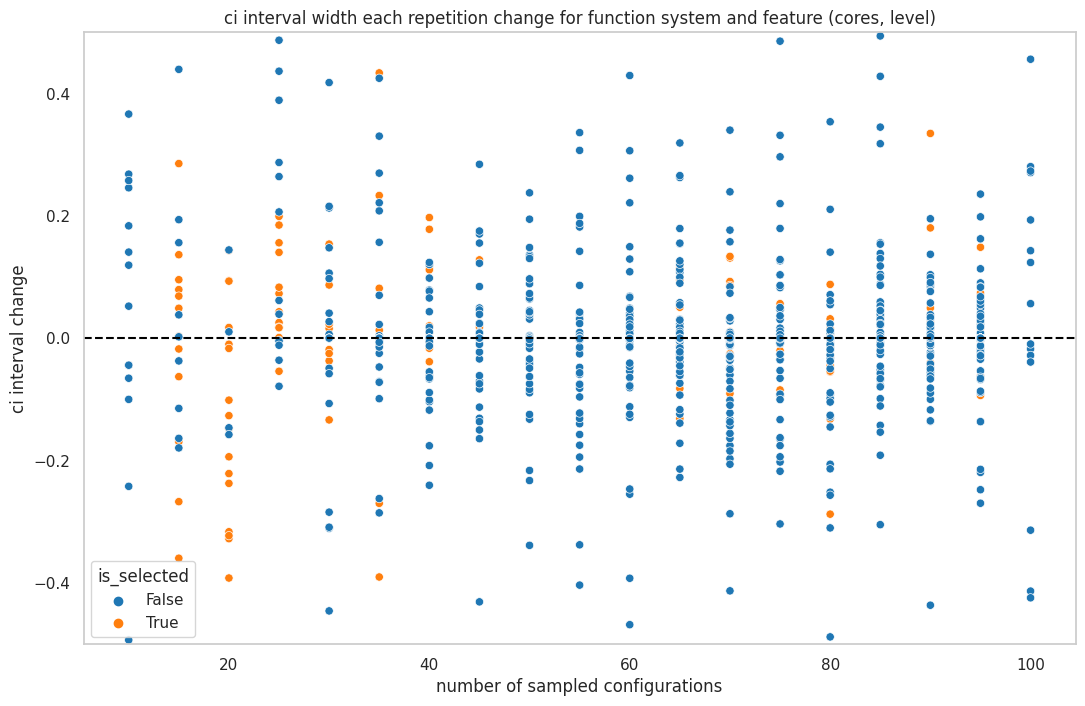 ci interval width each repetition change for function system and feature (cores, level)
ci interval change
0.4
0.2
0.0
−0.2
−0.4
is_selected
False
True
20
40
60
80
100
number of sampled configurations